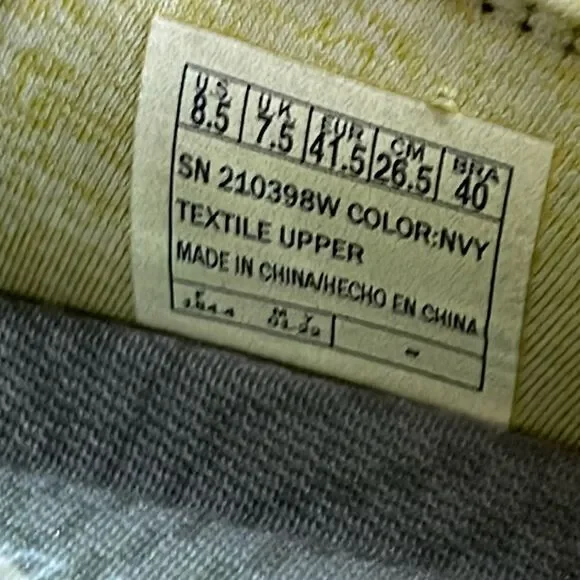 US UK EUR CM BRA
8.5 7.5 41.5 26.5 40
SN 210398W COLOR:NVY
TEXTILE UPPER
MADE IN CHINA/HECHO EN CHINA
-